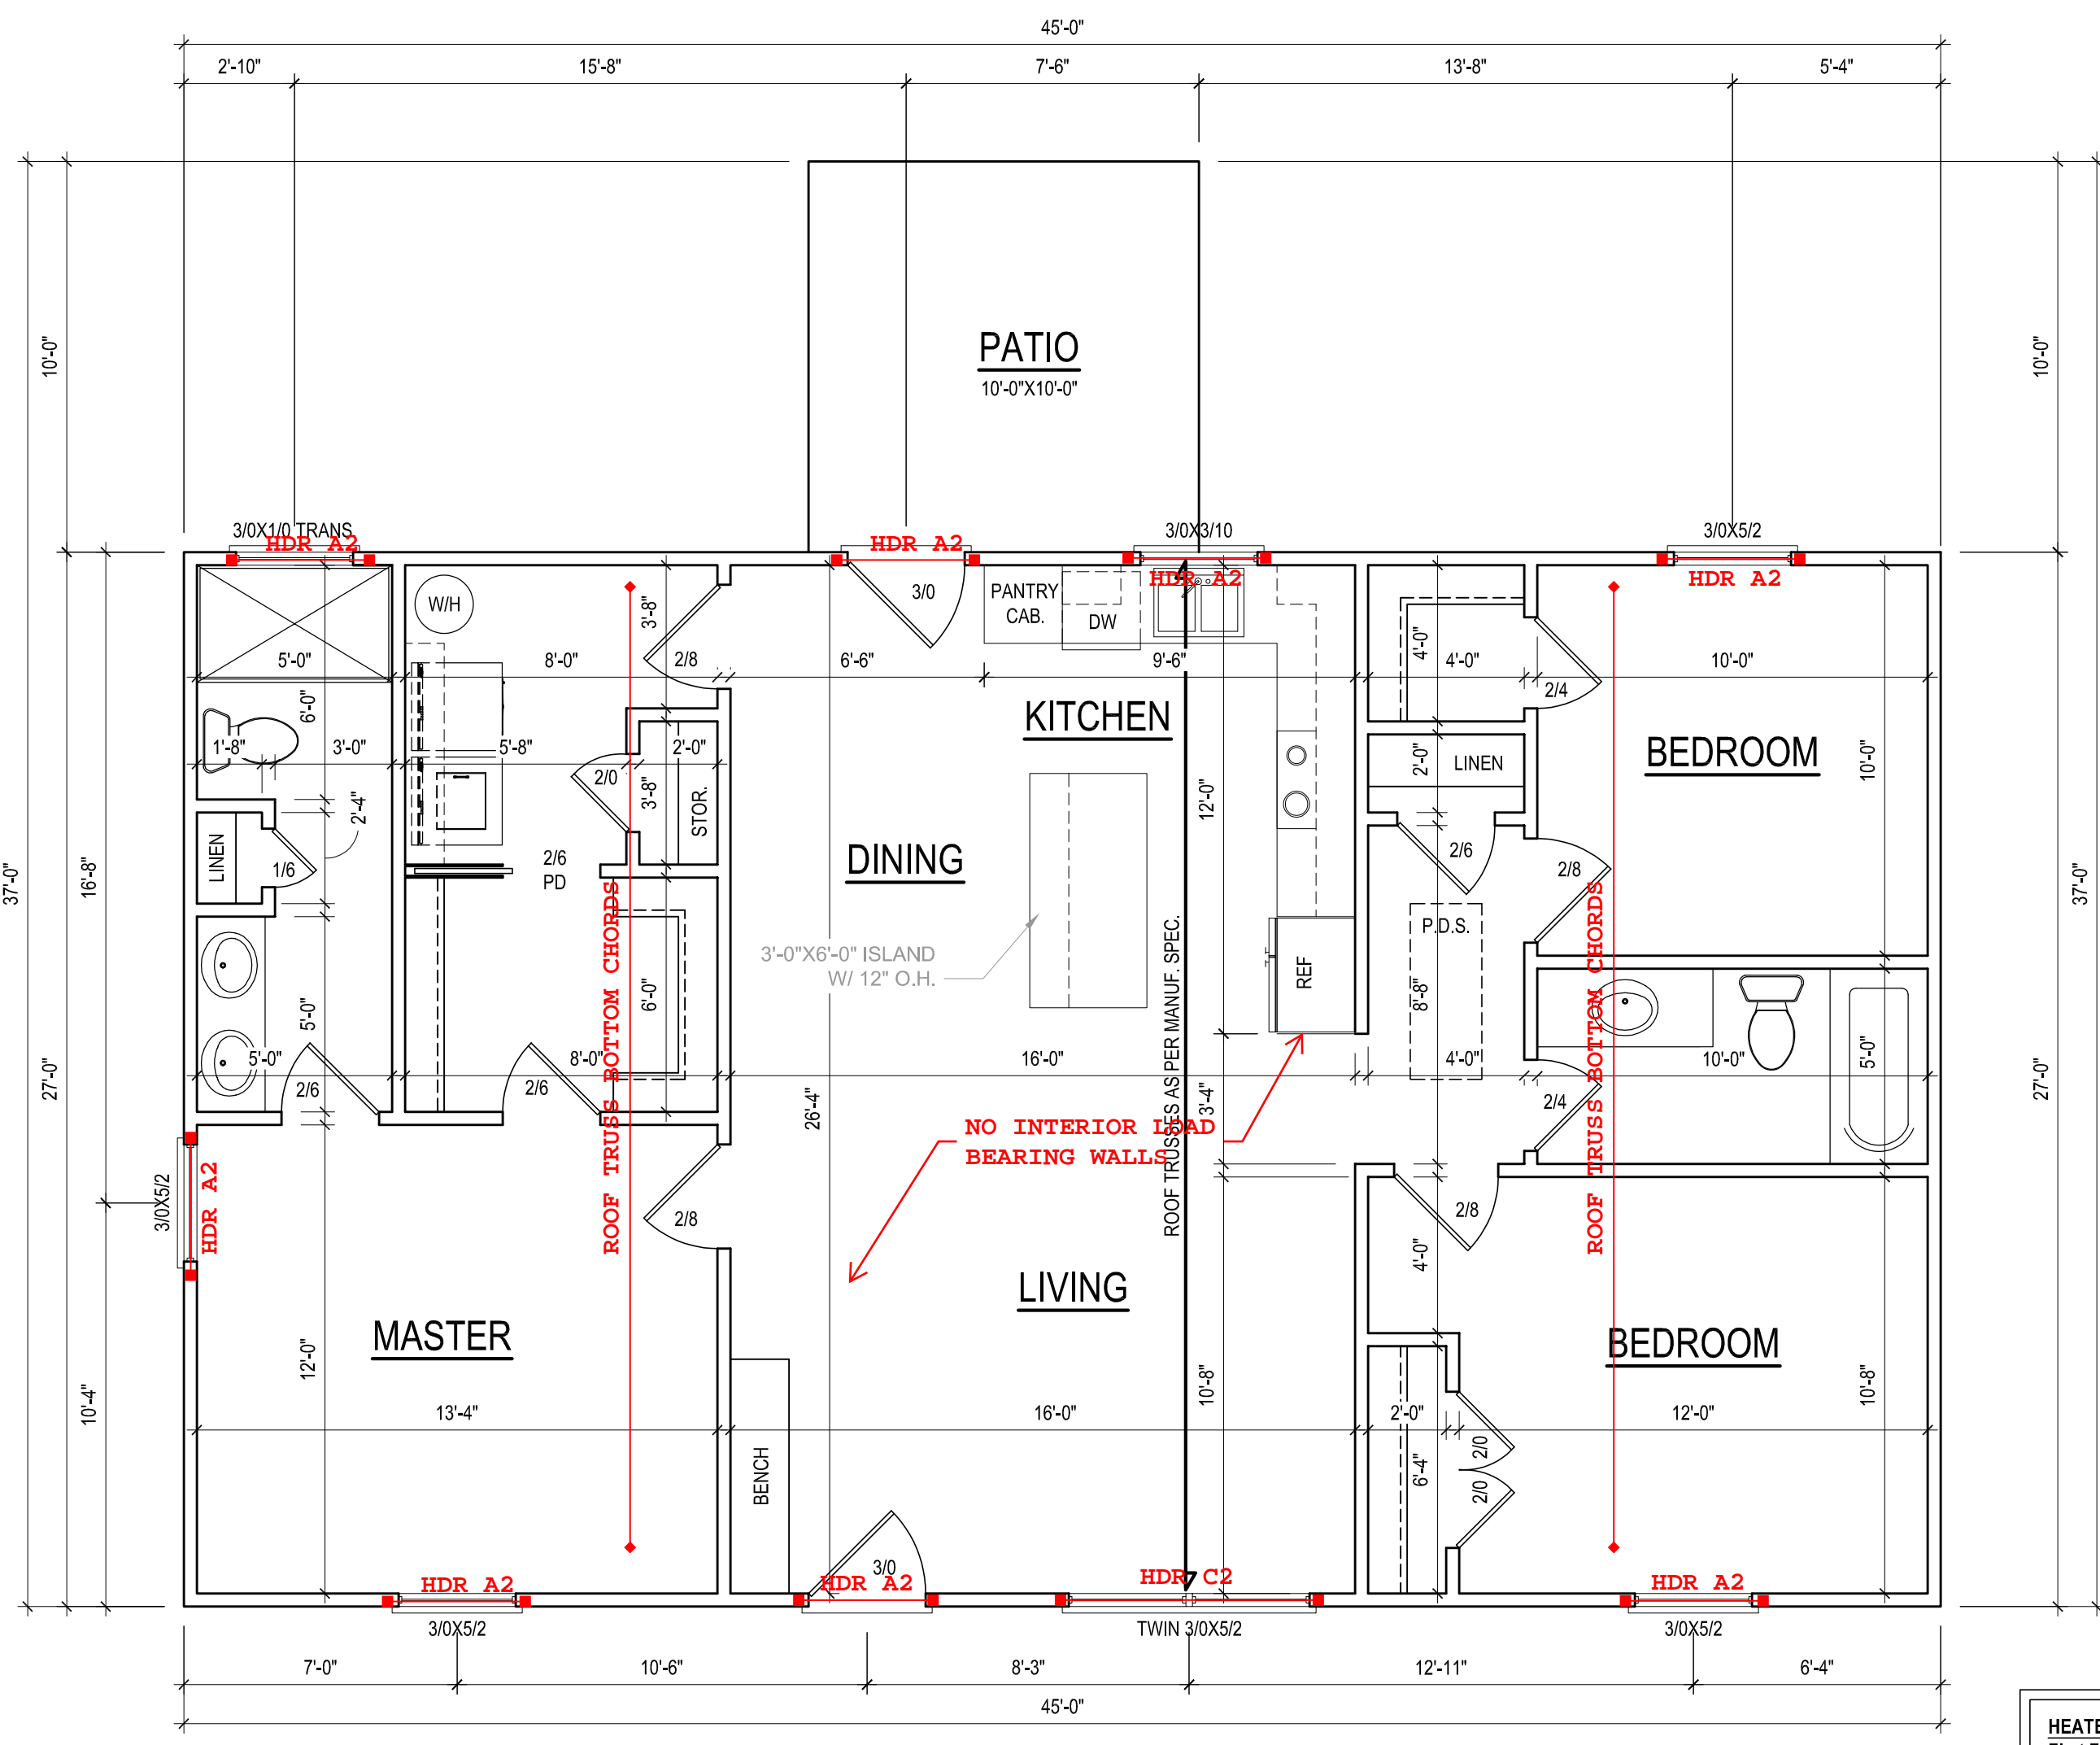 45'-0"
2'-10" 15'-8" 7'-6" 13'-8" 5'-4"
10'-0"
PATIO
10'-0"X10'-0"
10'-0"
3/0X1/0 TRANS 3/0X3/10 3/0X5/2
HDR A2 HDR A2 HDR A2 HDR A2
W/H
3'-8"
3/0
PANTRY
CAB.
DW
5'-0" 8'-0" 2/8 6'-6" 9'-6" 4'-0" 4'-0" 10'-0"
2/4
6'-0"
KITCHEN
BEDROOM
1'-8" 3'-0" 5'-8" 2'-0"
2/0
3'-8"
STOR.
2'-0"
LINEN
10'-0"
2'-4"
12'-0"
LINEN
1/6
2/6
PD
DINING
2/6
2/8
37'-0"
16'-8"
37'-0"
3'-0"X6'-0" ISLAND
W/ 12" O.H.
P.D.S.
REF
ROOF TRUSSES AS PER MANUF. SPEC.
ROOF TRUSS BOTTOM CHORDS
ROOF TRUSS BOTTOM CHORDS
6'-0"
8'-8"
5'-0"
5'-0" 8'-0" 16'-0" 4'-0" 10'-0"
5'-0"
27'-0"
27'-0"
2/6
2/6
2/4
26'-4"
3'-4"
NO INTERIOR LOAD
BEARING WALLS
3/0X5/2
HDR A2
2/8
2/8
4'-0"
LIVING
MASTER
BEDROOM
12'-0"
10'-4"
10'-8"
10'-8"
13'-4" 16'-0" 2'-0" 12'-0"
BENCH
6'-4"
2/0
2/0
3/0
HDR A2 HDR A2 HDR C2 HDR A2
3/0X5/2 TWIN 3/0X5/2 3/0X5/2
7'-0" 10'-6" 8'-3" 12'-11" 6'-4"
45'-0"
HEATE